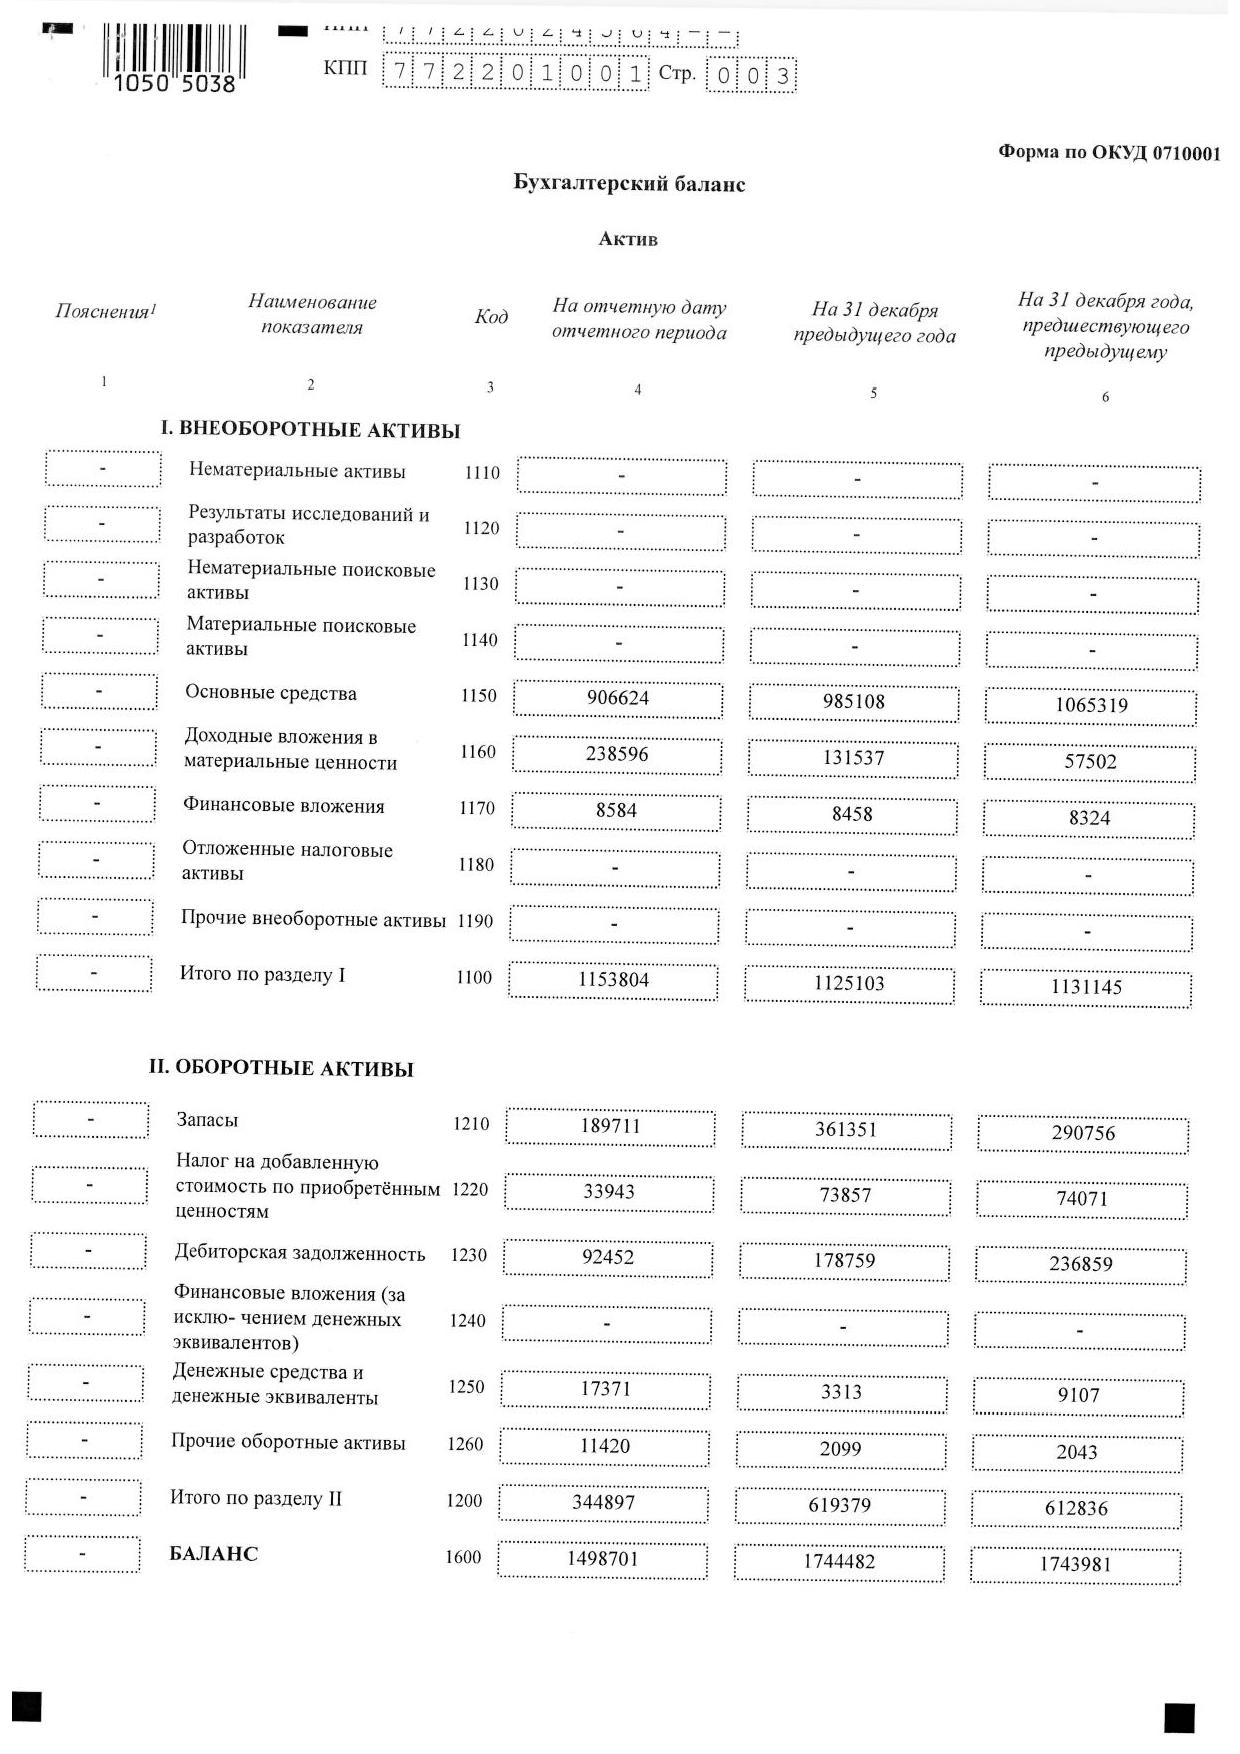 1050 5038
КПП 772201001 Стр. 003
Форма по ОКУД 0710001
Бухгалтерский баланс
Актив
Пояснения1 Наименование показателя Код На отчетную дату отчетного периода На 31 декабря предыдущего года На 31 декабря года, предшествующего предыдущему
1 2 3 4 5 6
I. ВНЕОБОРОТНЫЕ АКТИВЫ
- Нематериальные активы 1110 - - -
- Результаты исследований и разработок 1120 - - -
- Нематериальные поисковые активы 1130 - - -
- Материальные поисковые активы 1140 - - -
- Основные средства 1150 906624 985108 1065319
- Доходные вложения в материальные ценности 1160 238596 131537 57502
- Финансовые вложения 1170 8584 8458 8324
- Отложенные налоговые активы 1180 - - -
- Прочие внеоборотные активы 1190 - - -
- Итого по разделу I 1100 1153804 1125103 1131145
II. ОБОРОТНЫЕ АКТИВЫ
- Запасы 1210 189711 361351 290756
- Налог на добавленную стоимость по приобретённым ценностям 1220 33943 73857 74071
- Дебиторская задолженность 1230 92452 178759 236859
- Финансовые вложения (за исклю- чением денежных эквивалентов) 1240 - - -
- Денежные средства и денежные эквиваленты 1250 17371 3313 9107
- Прочие оборотные активы 1260 11420 2099 2043
- Итого по разделу II 1200 344897 619379 612836
- БАЛАНС 1600 1498701 1744482 1743981